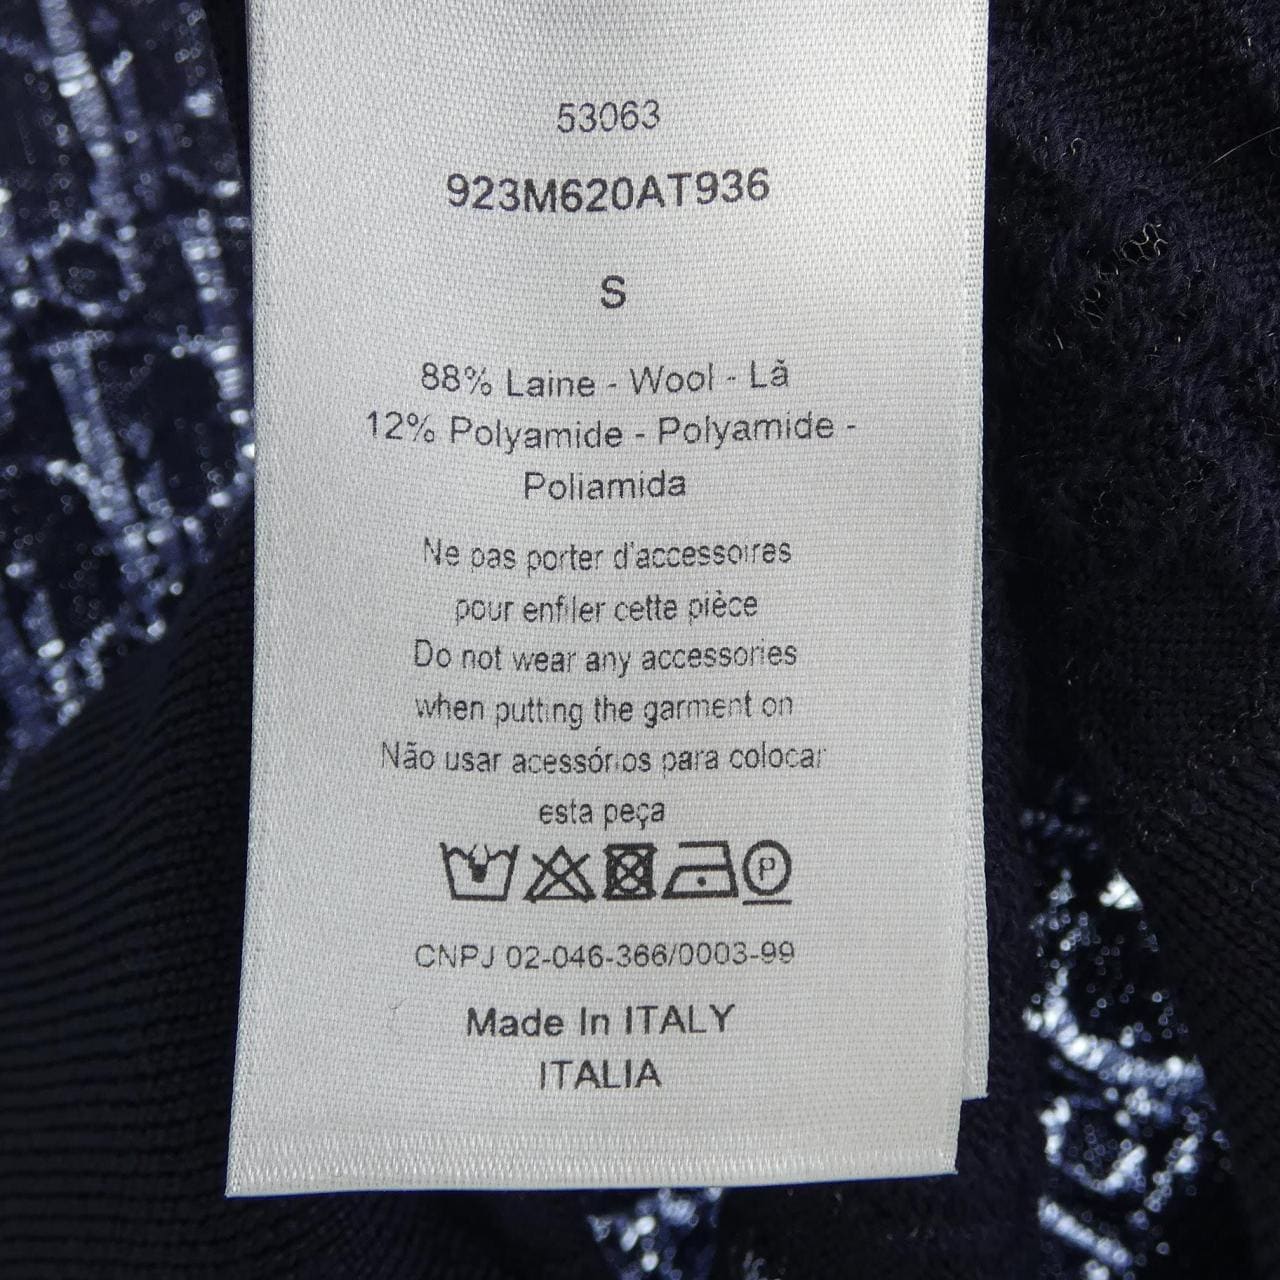 53063
923M620AT936
S
88% Laine - Wool - Lã
12% Polyamide - Polyamide -
Poliamida
Ne pas porter d'accessoires
pour enfiler cette pièce
Do not wear any accessories
when putting the garment on
Não usar acessórios para colocar
esta peça
P
CNPJ 02-046-366/0003-99
Made In ITALY
ITALIA